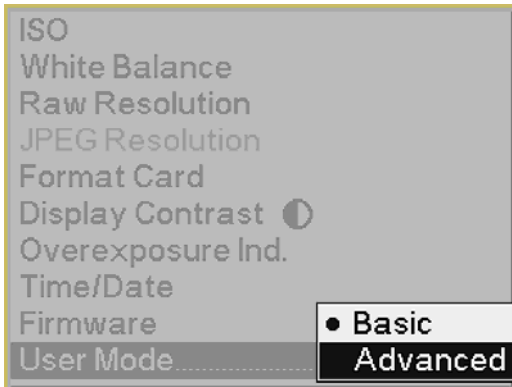 ISO
White Balance
Raw Resolution
JPEG Resolution
Format Card
Display Contrast
Overexposure Ind.
Time/Date
Firmware
• Basic
User Mode.................... Advanced